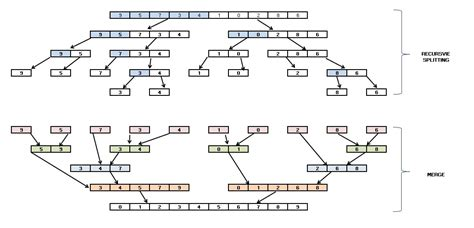 9 5 7 3 4 1 0 2 8 6
9 5 7 3 4 1 0 2 8 6
9 5 7 3 4 1 0 2 8 6
9 5 7 3 4 1 0 2 8 6
3 4 8 6
RECURSVIE
SPLITTING
9 5 7 3 4 1 0 2 8 6
5 9 3 4 0 1 6 8
3 4 7 2 6 8
3 4 5 7 9 0 1 2 6 8
0 1 2 3 4 5 6 7 8 9
MERGE